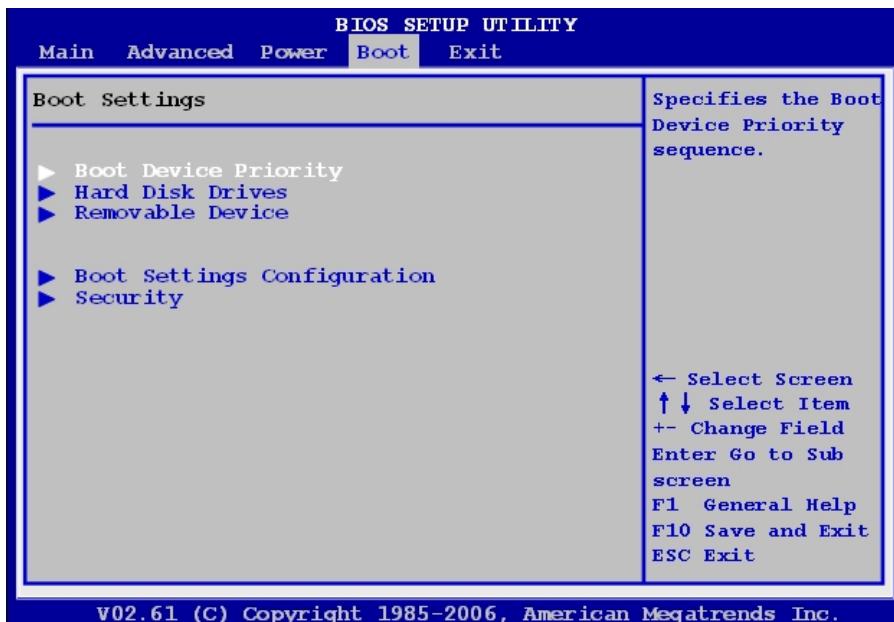 BIOS SETUP UTILITY
Main Advanced Power Boot Exit
Boot Settings
▶ Boot Device Priority
▶ Hard Disk Drives
▶ Removable Device
▶ Boot Settings Configuration
▶ Security
Specifies the Boot
Device Priority
sequence.
← Select Screen
↑↓ Select Item
+- Change Field
Enter Go to Sub
screen
F1 General Help
F10 Save and Exit
ESC Exit
V02.61 (C) Copyright 1985-2006, American Megatrends Inc.